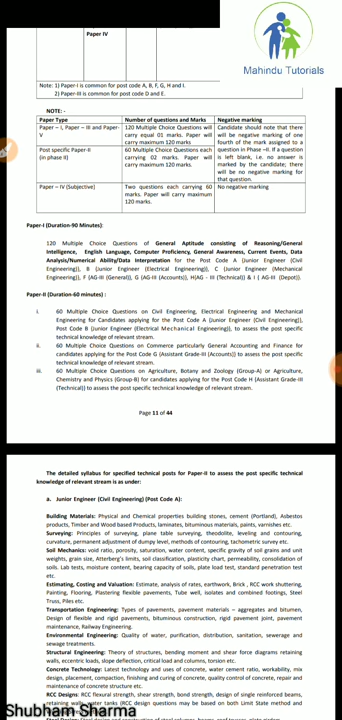 Paper IV
Note: 1) Paper-I is common for post code A, B, F, G, H and I.
2) Paper-III is common for post code D and E.
Mahindu Tutorials
NOTE: -
Paper Type
Number of questions and Marks
Negative marking
Paper – I, Paper – III and Paper-
V
120 Multiple Choice Questions will
carry equal 01 marks. Paper will
carry maximum 120 marks
Candidate should note that there
will be negative marking of one
fourth of the mark assigned to a
question in Phase –II. If a question
is left blank, i.e. no answer is
marked by the candidate; there
will be no negative marking for
that question.
Post specific Paper-II
(in phase II)
60 Multiple Choice Questions each
carrying 02 marks. Paper will
carry maximum 120 marks.
Paper – IV (Subjective)
Two questions each carrying 60
marks. Paper will carry maximum
120 marks.
No negative marking
Paper-I (Duration-90 Minutes):
120 Multiple Choice Questions of General Aptitude consisting of Reasoning/General
Intelligence, English Language, Computer Proficiency, General Awareness, Current Events, Data
Analysis/Numerical Ability/Data Interpretation for the Post Code A (Junior Engineer (Civil
Engineering)), B (Junior Engineer (Electrical Engineering)), C (Junior Engineer (Mechanical
Engineering)), F (AG-III (General)), G (AG-III (Accounts)), H(AG - III (Technical)) & I ( AG-III (Depot)).
Paper-II (Duration-60 minutes) :
i. 60 Multiple Choice Questions on Civil Engineering, Electrical Engineering and Mechanical
Engineering for Candidates applying for the Post Code A (Junior Engineer (Civil Engineering)),
Post Code B (Junior Engineer (Electrical Mechanical Engineering)), to assess the post specific
technical knowledge of relevant stream.
ii. 60 Multiple Choice Questions on Commerce particularly General Accounting and Finance for
candidates applying for the Post Code G (Assistant Grade-III (Accounts)) to assess the post specific
technical knowledge of relevant stream.
iii. 60 Multiple Choice Questions on Agriculture, Botany and Zoology (Group-A) or Agriculture,
Chemistry and Physics (Group-B) for candidates applying for the Post Code H (Assistant Grade-III
(Technical)) to assess the post specific technical knowledge of relevant stream.
Page 11 of 44
The detailed syllabus for specified technical posts for Paper-II to assess the post specific technical
knowledge of relevant stream is as under:
a. Junior Engineer (Civil Engineering) (Post Code A):
Building Materials: Physical and Chemical properties building stones, cement (Portland), Asbestos
products, Timber and Wood based Products, laminates, bituminous materials, paints, varnishes etc.
Surveying: Principles of surveying, plane table surveying, theodolite, leveling and contouring,
curvature, permanent adjustment of dumpy level, methods of contouring, tachometric survey etc.
Soil Mechanics: void ratio, porosity, saturation, water content, specific gravity of soil grains and unit
weights, grain size, Atterberg's limits, soil classification, plasticity chart, permeability, consolidation of
soils. Lab tests, moisture content, bearing capacity of soils, plate load test, standard penetration test
etc.
Estimating, Costing and Valuation: Estimate, analysis of rates, earthwork, Brick , RCC work shuttering,
Painting, Flooring, Plastering flexible pavements, Tube well, isolates and combined footings, Steel
Truss, Piles etc.
Transportation Engineering: Types of pavements, pavement materials – aggregates and bitumen,
Design of flexible and rigid pavements, bituminous construction, rigid pavement joint, pavement
maintenance, Railway Engineering.
Environmental Engineering: Quality of water, purification, distribution, sanitation, sewerage and
sewage treatments.
Structural Engineering: Theory of structures, bending moment and shear force diagrams retaining
walls, eccentric loads, slope deflection, critical load and columns, torsion etc.
Concrete Technology: Latest technology and uses of concrete, water cement ratio, workability, mix
design, placement, compaction, finishing and curing of concrete, quality control of concrete, repair and
maintenance of concrete structure etc.
RCC Designs: RCC flexural strength, shear strength, bond strength, design of single reinforced beams,
retaining walls, water tanks (RCC design questions may be based on both Limit State method and
Shubham Sharma